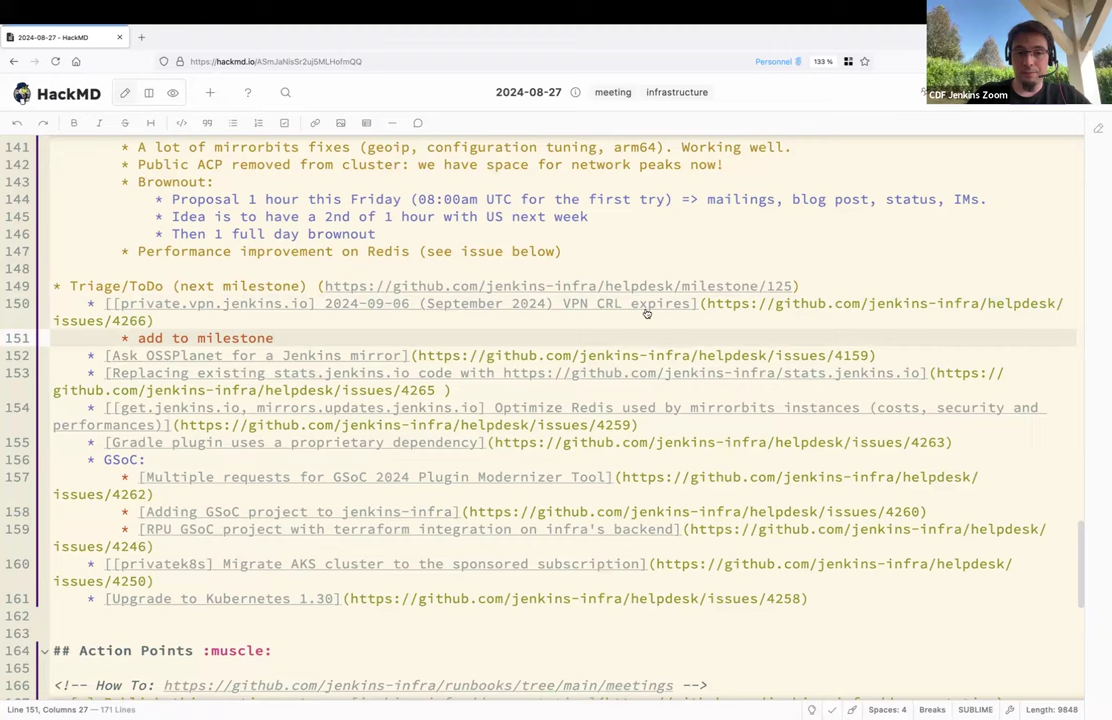 2024-08-27 - HackMD
https://hackmd.io/ASmJaNisSr2uj5MLHofmQQ
Personnel
133 %
CDF Jenkins Zoom
HackMD
2024-08-27
meeting
infrastructure
141 * A lot of mirrorbits fixes (geoip, configuration tuning, arm64). Working well.
142 * Public ACP removed from cluster: we have space for network peaks now!
143 * Brownout:
144 * Proposal 1 hour this Friday (08:00am UTC for the first try) => mailings, blog post, status, IMs.
145 * Idea is to have a 2nd of 1 hour with US next week
146 * Then 1 full day brownout
147 * Performance improvement on Redis (see issue below)
148
149 * Triage/ToDo (next milestone) (https://github.com/jenkins-infra/helpdesk/milestone/125)
150 * [[private.vpn.jenkins.io] 2024-09-06 (September 2024) VPN CRL expires](https://github.com/jenkins-infra/helpdesk/
issues/4266)
151 * add to milestone
152 * [Ask OSSPlanet for a Jenkins mirror](https://github.com/jenkins-infra/helpdesk/issues/4159)
153 * [Replacing existing stats.jenkins.io code with https://github.com/jenkins-infra/stats.jenkins.io](https://
github.com/jenkins-infra/helpdesk/issues/4265 )
154 * [[get.jenkins.io, mirrors.updates.jenkins.io] Optimize Redis used by mirrorbits instances (costs, security and
performances)](https://github.com/jenkins-infra/helpdesk/issues/4259)
155 * [Gradle plugin uses a proprietary dependency](https://github.com/jenkins-infra/helpdesk/issues/4263)
156 * GSoC:
157 * [Multiple requests for GSoC 2024 Plugin Modernizer Tool](https://github.com/jenkins-infra/helpdesk/
issues/4262)
158 * [Adding GSoC project to jenkins-infra](https://github.com/jenkins-infra/helpdesk/issues/4260)
159 * [RPU GSoC project with terraform integration on infra's backend](https://github.com/jenkins-infra/helpdesk/
issues/4246)
160 * [[privatek8s] Migrate AKS cluster to the sponsored subscription](https://github.com/jenkins-infra/helpdesk/
issues/4250)
161 * [Upgrade to Kubernetes 1.30](https://github.com/jenkins-infra/helpdesk/issues/4258)
162
163
164 ## Action Points :muscle:
165
166 <!-- How To: https://github.com/jenkins-infra/runbooks/tree/main/meetings -->
Line 151, Columns 27 — 171 Lines
Spaces: 4
Breaks
SUBLIME
Length: 9848